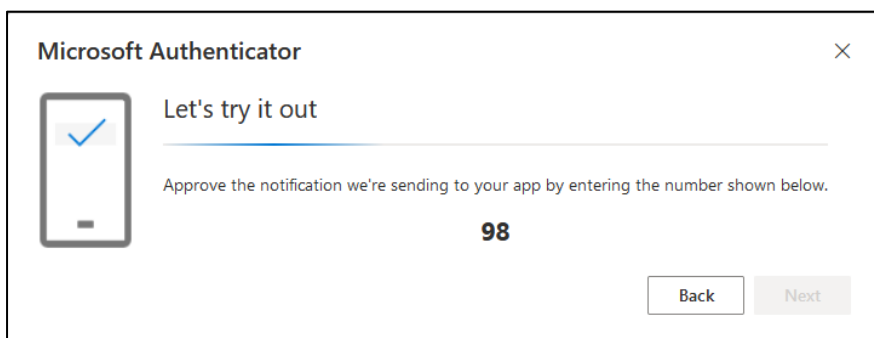 Microsoft Authenticator
Let's try it out
Approve the notification we're sending to your app by entering the number shown below.
98
Back
Next